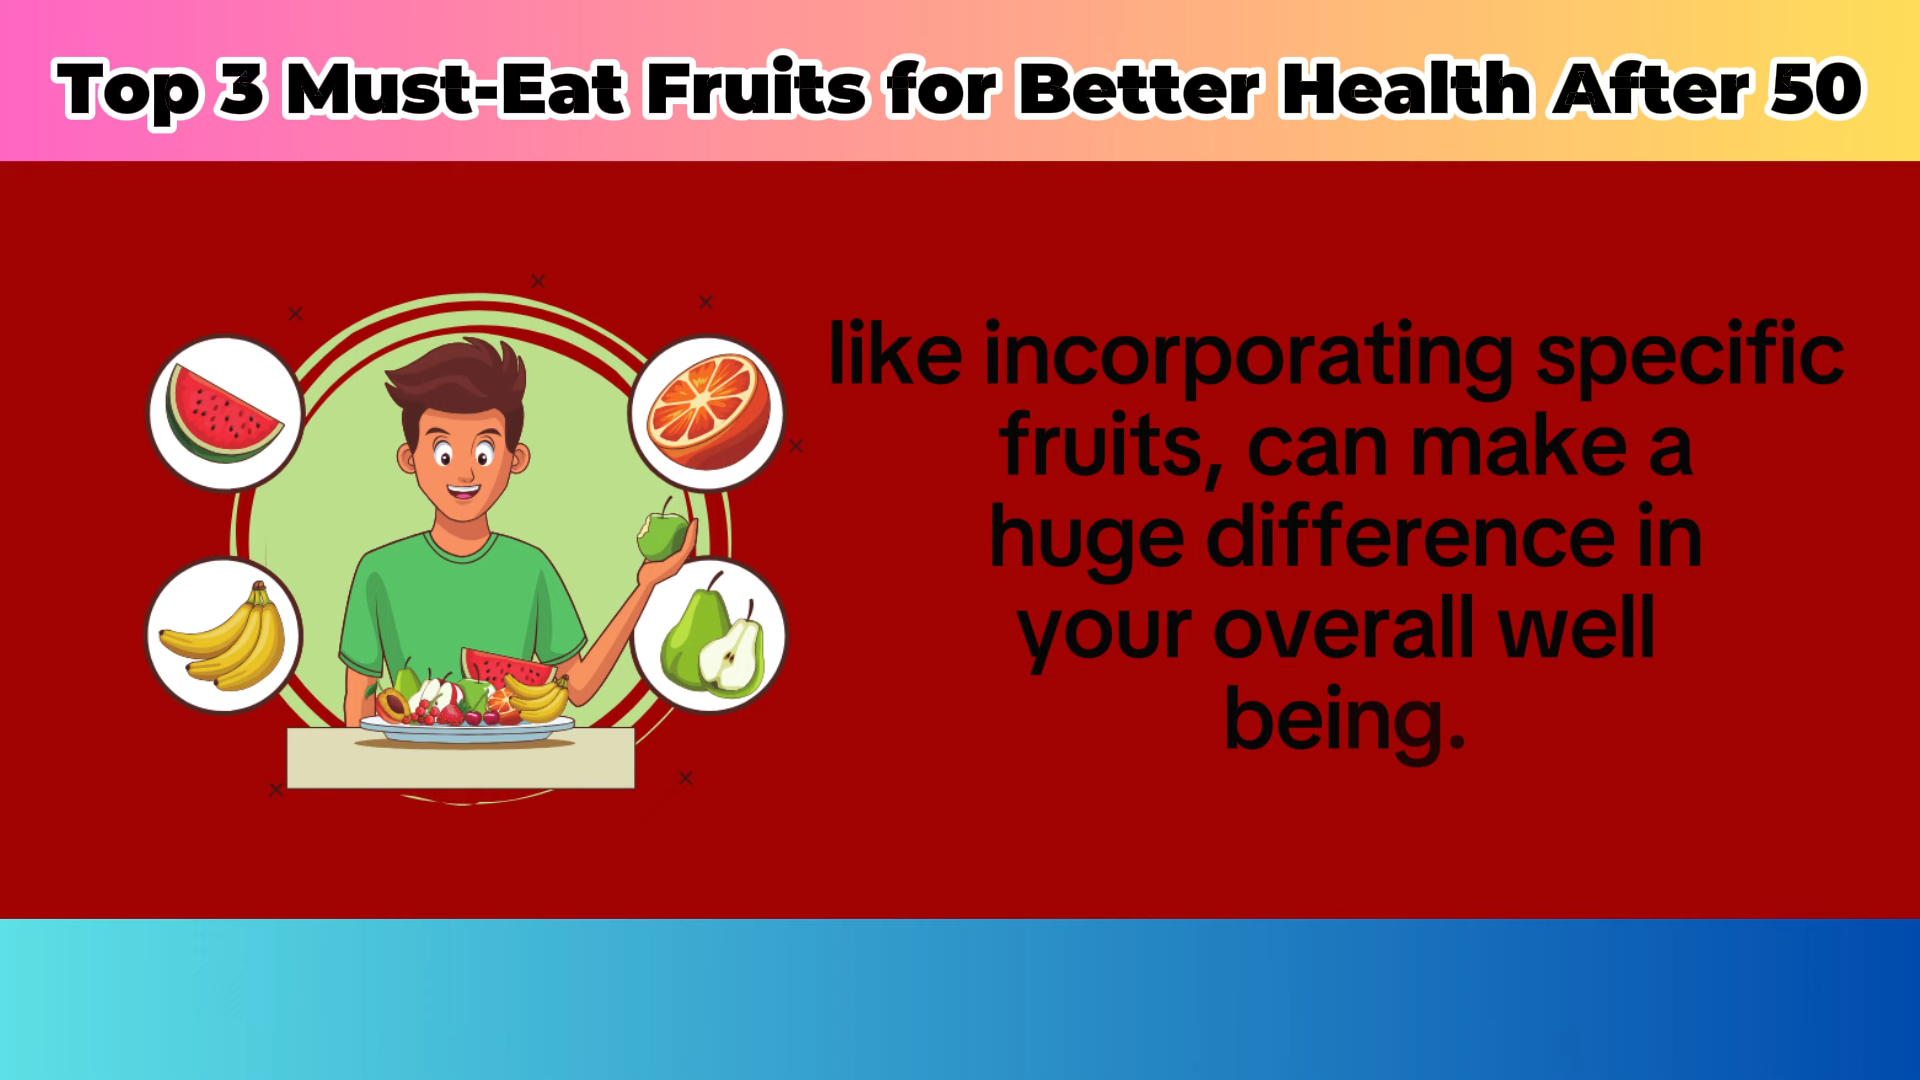 Top 3 Must-Eat Fruits for Better Health After 50
like incorporating specific
fruits, can make a
huge difference in
your overall well
being.